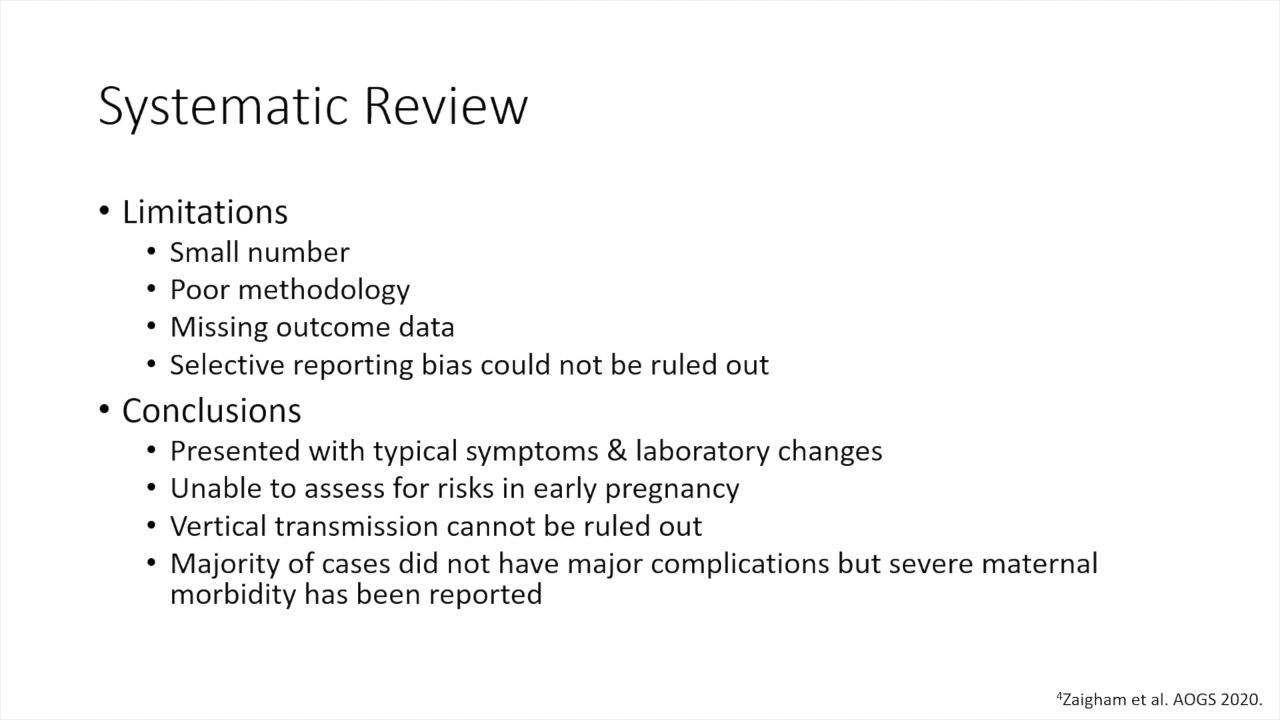 Systematic Review
• Limitations
• Small number
• Poor methodology
• Missing outcome data
• Selective reporting bias could not be ruled out
• Conclusions
• Presented with typical symptoms & laboratory changes
• Unable to assess for risks in early pregnancy
• Vertical transmission cannot be ruled out
• Majority of cases did not have major complications but severe maternal
morbidity has been reported
⁴Zaigham et al. AOGS 2020.